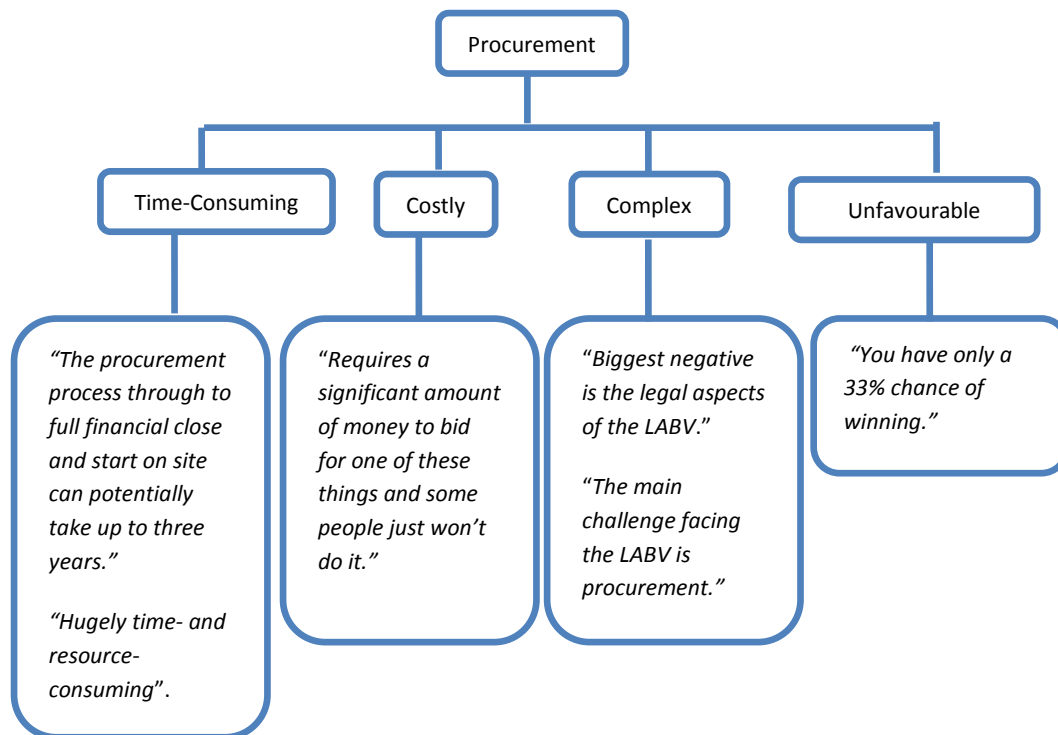 Procurement
Time-Consuming
Costly
Complex
Unfavourable
“The procurement
process through to
full financial close
and start on site
can potentially
take up to three
years.”
“Hugely time- and
resource-
consuming”.
“Requires a
significant amount
of money to bid
for one of these
things and some
people just won’t
do it.”
“Biggest negative
is the legal aspects
of the LABV.”
“The main
challenge facing
the LABV is
procurement.”
“You have only a
33% chance of
winning.”